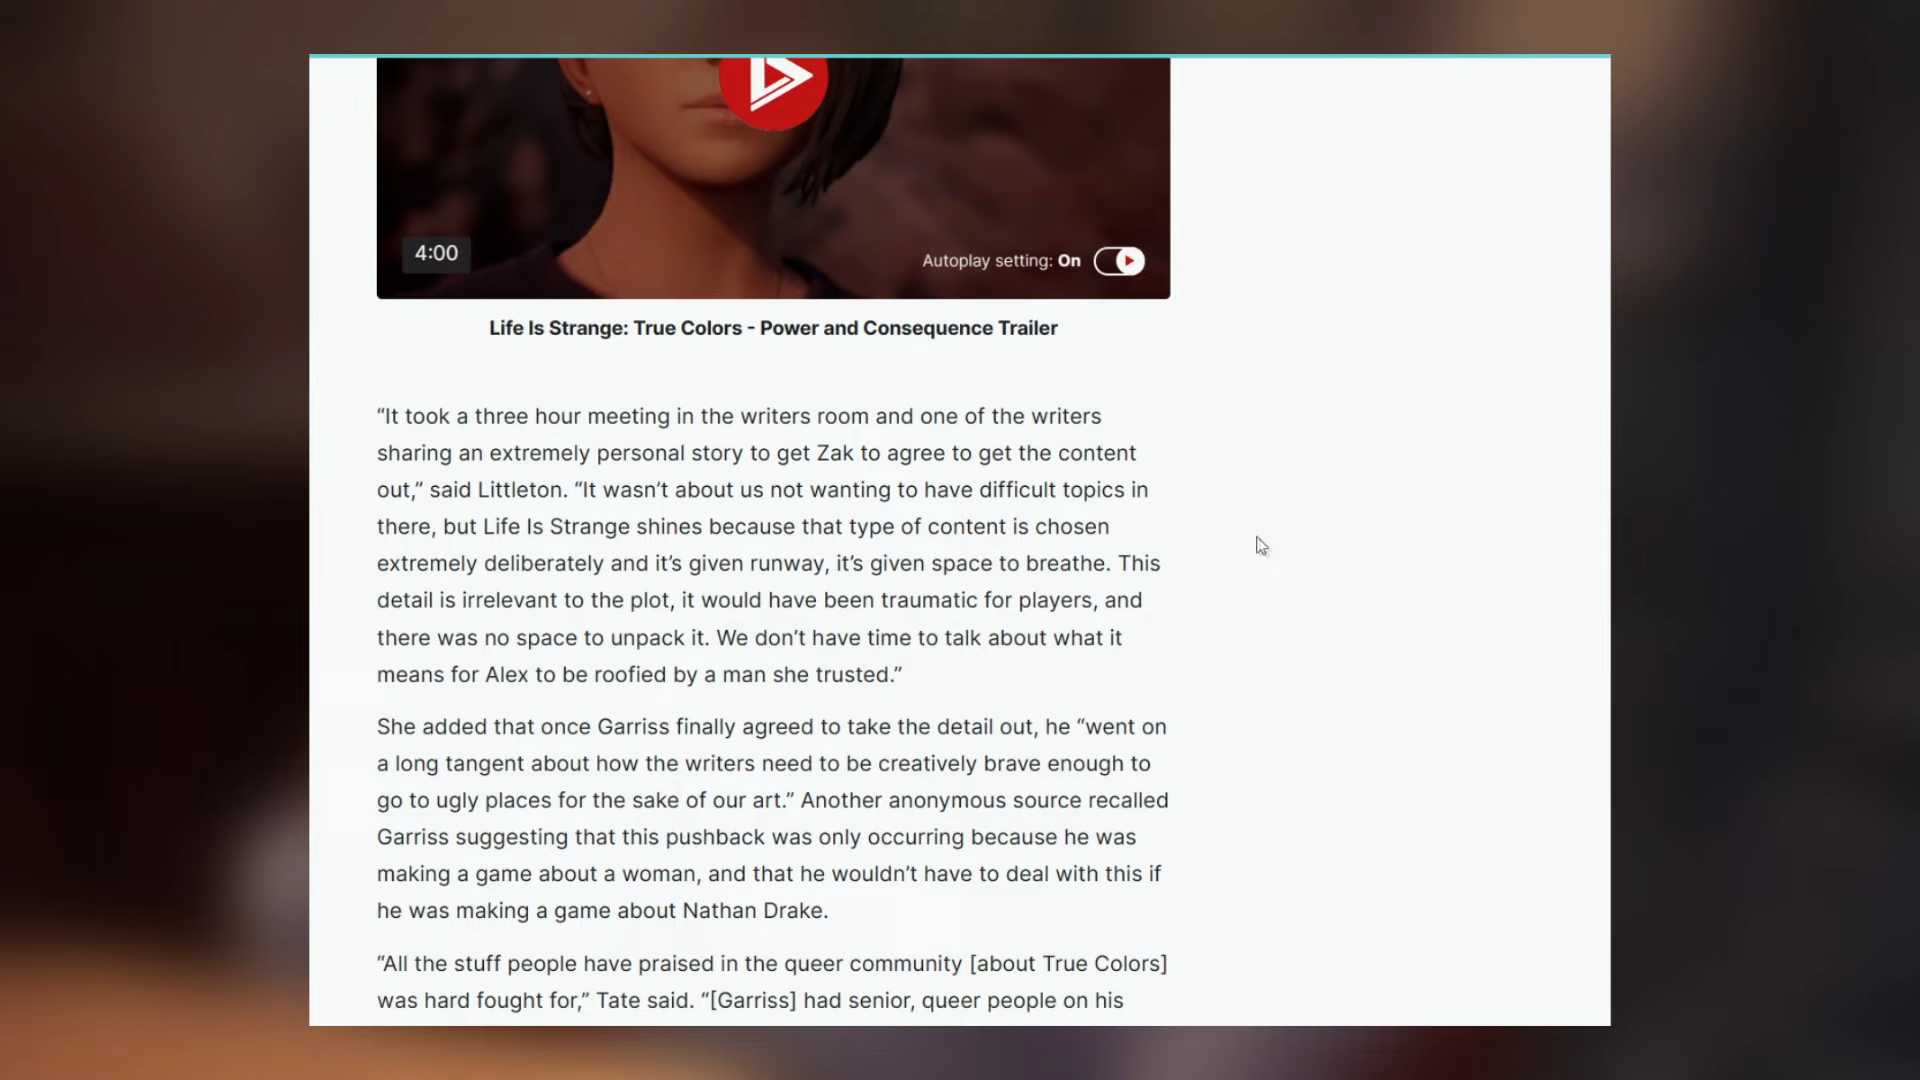 4:00
Autoplay setting: On
Life Is Strange: True Colors - Power and Consequence Trailer
“It took a three hour meeting in the writers room and one of the writers
sharing an extremely personal story to get Zak to agree to get the content
out,” said Littleton. “It wasn’t about us not wanting to have difficult topics in
there, but Life Is Strange shines because that type of content is chosen
extremely deliberately and it’s given runway, it’s given space to breathe. This
detail is irrelevant to the plot, it would have been traumatic for players, and
there was no space to unpack it. We don’t have time to talk about what it
means for Alex to be roofied by a man she trusted.”
She added that once Garriss finally agreed to take the detail out, he “went on
a long tangent about how the writers need to be creatively brave enough to
go to ugly places for the sake of our art.” Another anonymous source recalled
Garriss suggesting that this pushback was only occurring because he was
making a game about a woman, and that he wouldn’t have to deal with this if
he was making a game about Nathan Drake.
“All the stuff people have praised in the queer community [about True Colors]
was hard fought for,” Tate said. “[Garriss] had senior, queer people on his